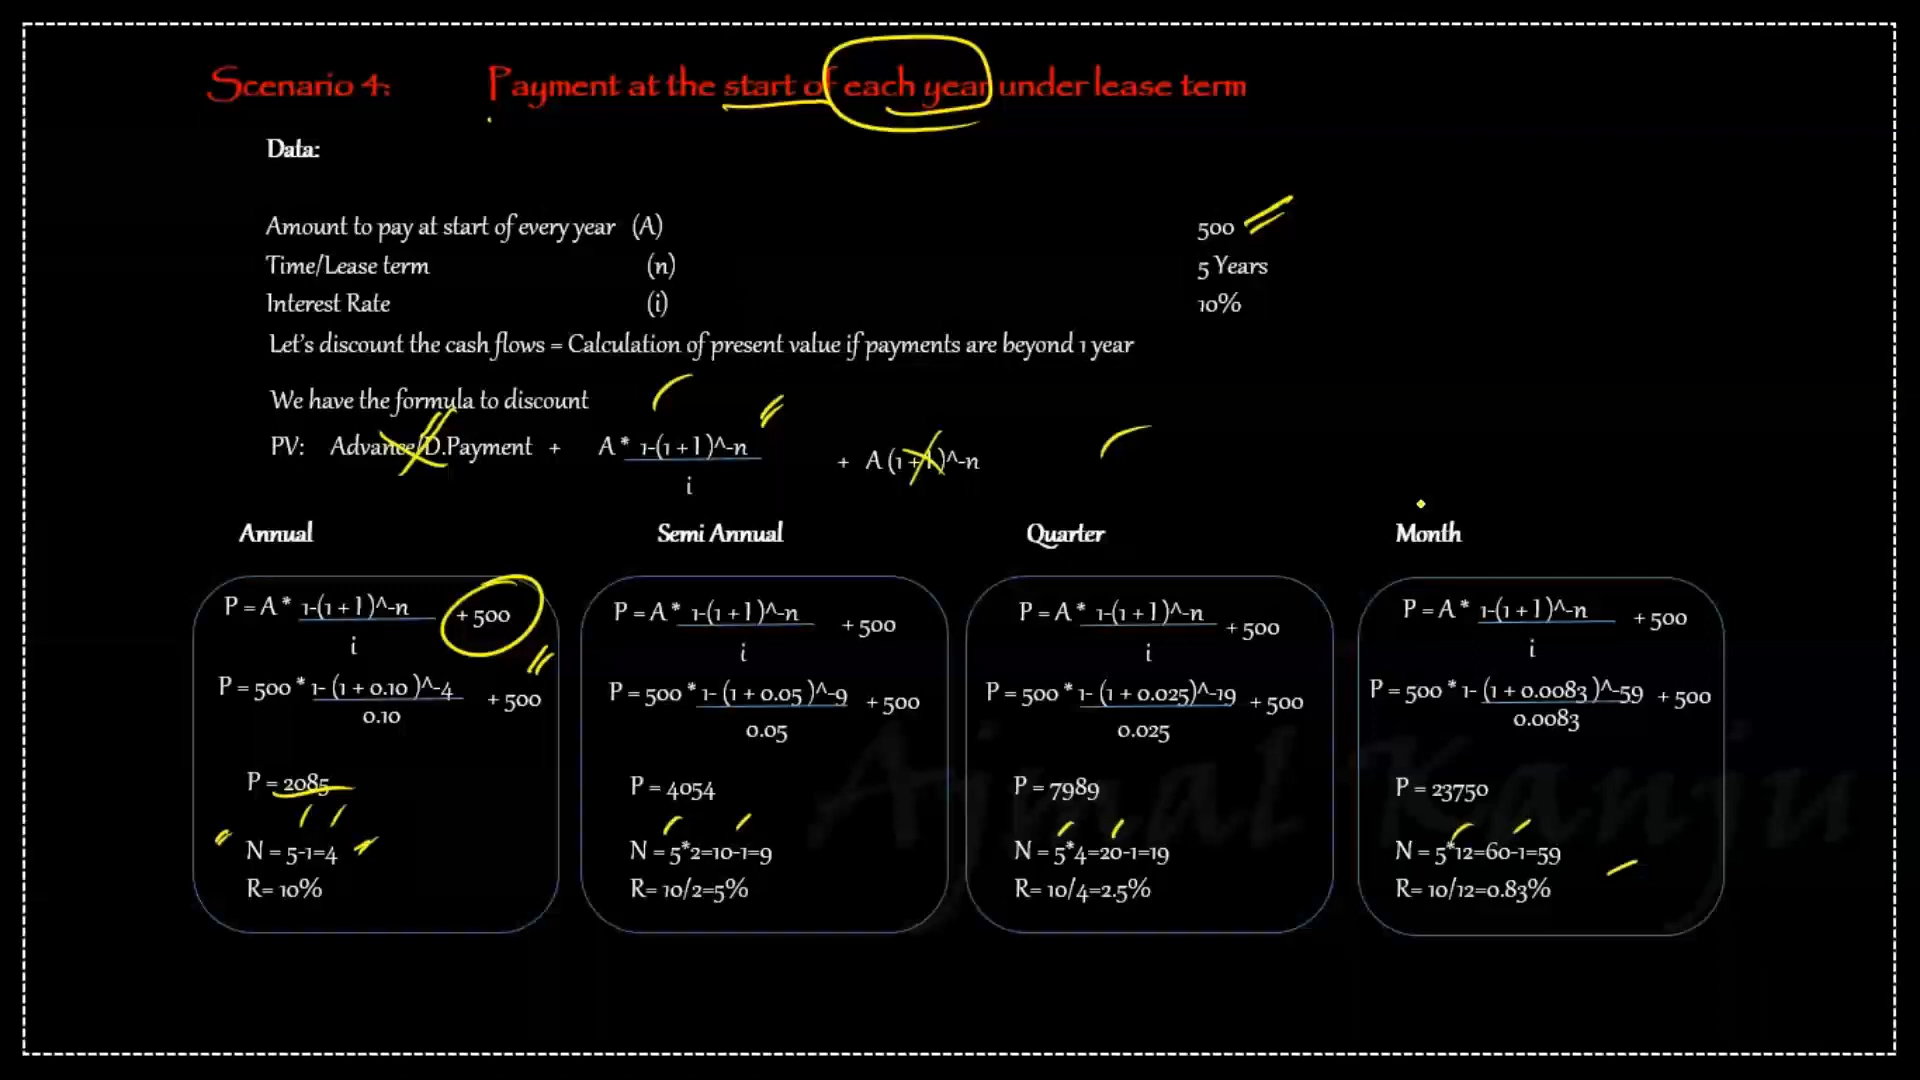 Scenario 4: Payment at the start of each year under lease term
Data:
Amount to pay at start of every year (A) 500
Time/Lease term (n) 5 Years
Interest Rate (i) 10%
Let's discount the cash flows = Calculation of present value if payments are beyond 1 year
We have the formula to discount
PV: Advance/D.Payment + A * 1-(1 + 1)^-n + A (1 + 1)^-n
i
Annual Semi Annual Quarter Month
P = A * 1-(1 + 1)^-n + 500
i
P = 500 * 1- (1 + 0.10 )^-4 + 500
0.10
P = 2085
N = 5-1=4
R= 10%
P = A * 1-(1 + 1)^-n + 500
i
P = 500 * 1- (1 + 0.05 )^-9 + 500
0.05
P = 4054
N = 5*2=10-1=9
R= 10/2=5%
P = A * 1-(1 + 1)^-n + 500
i
P = 500 * 1- (1 + 0.025)^-19 + 500
0.025
P = 7989
N = 5*4=20-1=19
R= 10/4=2.5%
P = A * 1-(1 + 1)^-n + 500
i
P = 500 * 1- (1 + 0.0083 )^-59 + 500
0.0083
P = 23750
N = 5*12=60-1=59
R= 10/12=0.83%
Ajmal Kanju